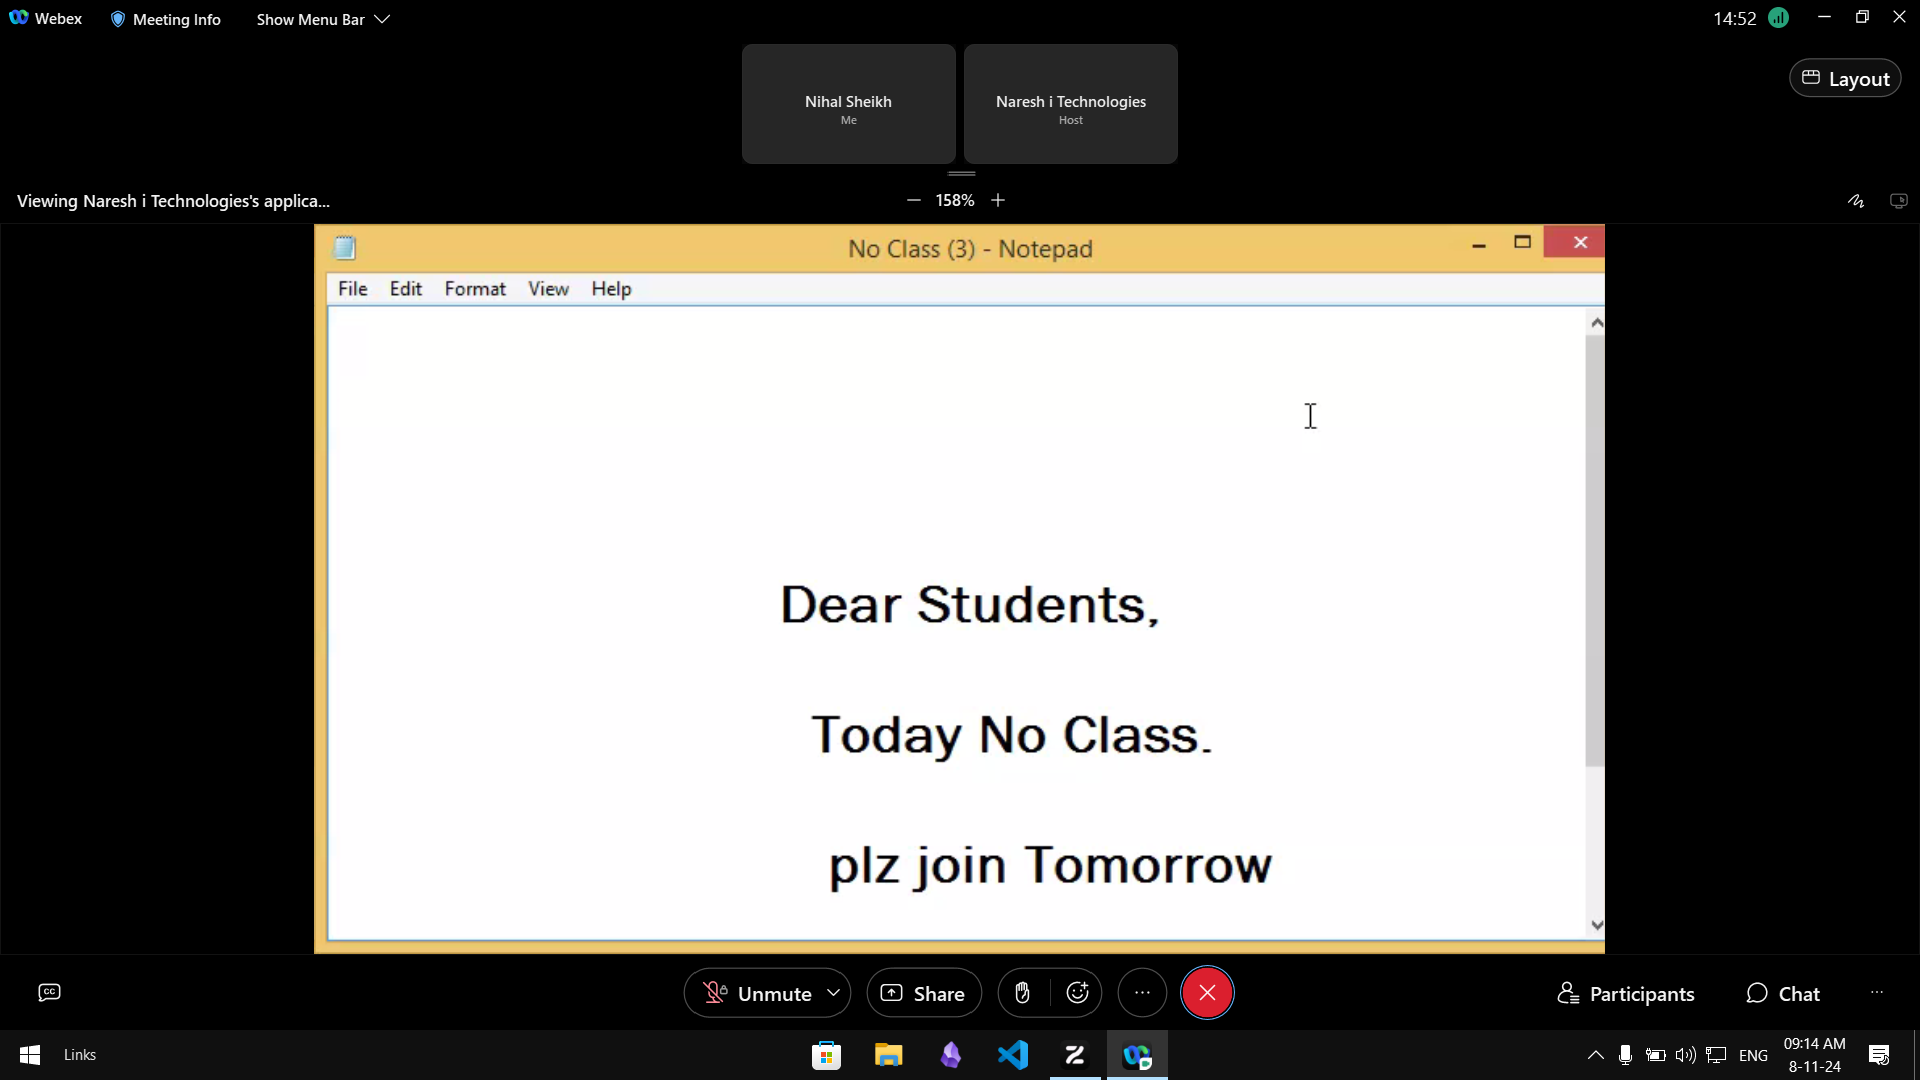 Webex Meeting Info Show Menu Bar 14:52
Nihal Sheikh
Me
Naresh i Technologies
Host
Layout
Viewing Naresh i Technologies's applica... 158%
No Class (3) - Notepad
File Edit Format View Help
Dear Students,
Today No Class.
plz join Tomorrow
CC Unmute Share ... Participants Chat ...
Links ENG 09:14 AM
8-11-24